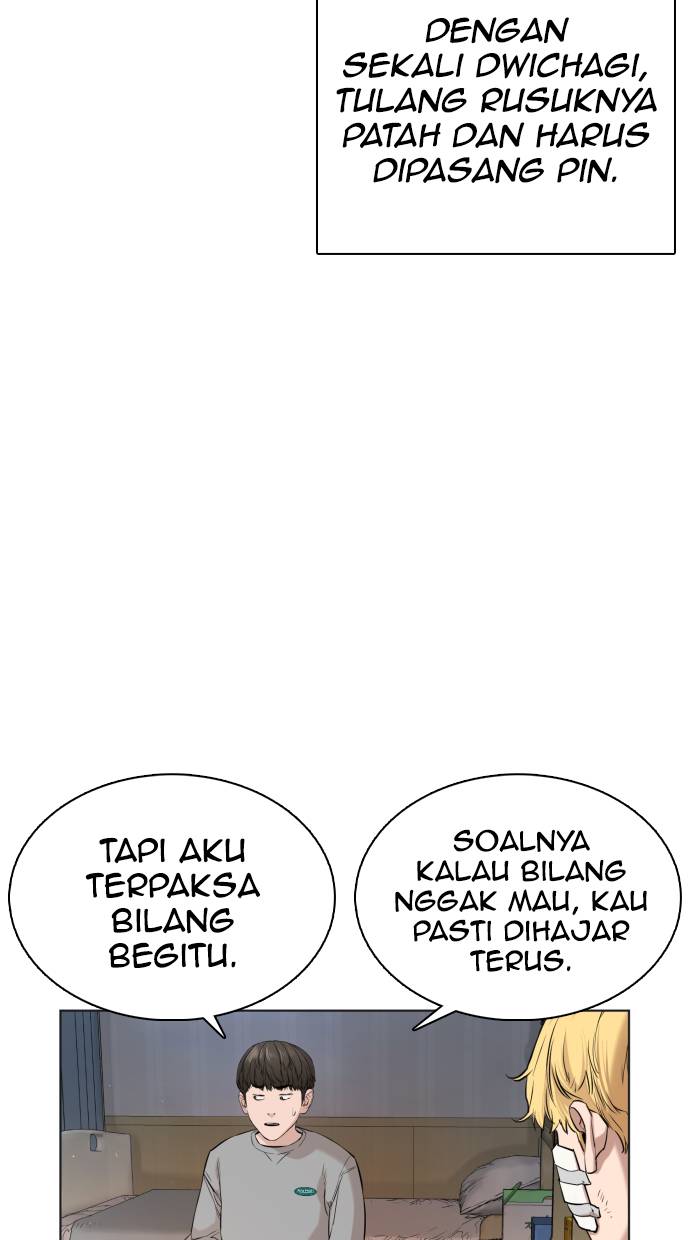 DENGAN
SEKALI DWICHAGI,
TULANG RUSUKNYA
PATAH DAN HARUS
DIPASANG PIN.
TAPI AKU
TERPAKSA
BILANG
BEGITU.
SOALNYA
KALAU BILANG
NGGAK MAU, KAU
PASTI DIHAJAR
TERUS.